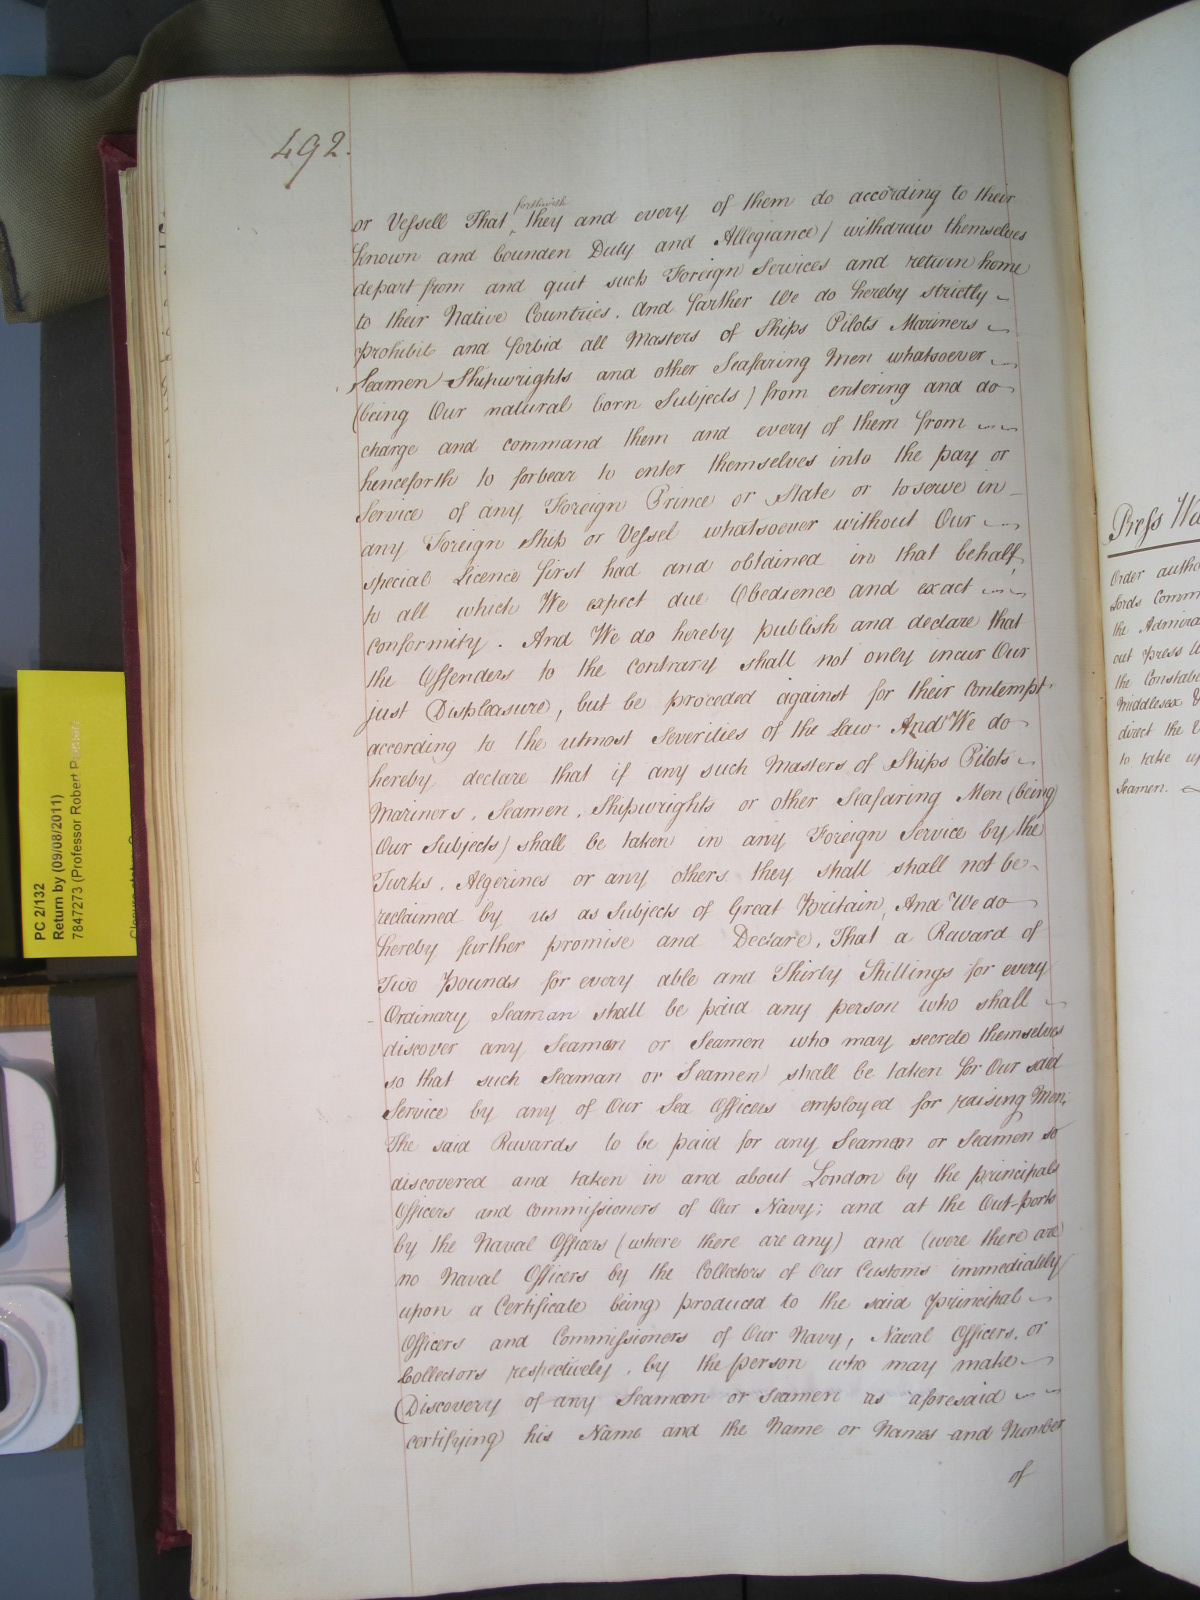 492.
forthwith
or Vessell That they and every of them do according to their
known and bounden Duty and Allegiance) withdraw themselves
depart from and quit such Foreign Services and return home
to their Native Countries. And farther We do hereby strictly
prohibit and forbid all Masters of Ships Pilots Mariners
Seamen Shipwrights and other Seafaring Men whatsoever
(being Our natural born Subjects) from entering and do
charge and command them and every of them from
henceforth to forbear to enter themselves into the pay or
Service of any Foreign Prince or State or to serve in
any Foreign Ship or Vessel whatsoever without Our
special Licence first had and obtained in that behalf,
to all which We expect due Obedience and exact
conformity. And We do hereby publish and declare that
the Offenders to the contrary shall not only incur Our
just Displeasure, but be proceded against for their contempt
according to the utmost Severities of the Law. And We do
hereby declare that if any such Masters of Ships Pilots
Mariners, Seamen, Shipwrights or other Seafaring Men (being
Our Subjects) shall be taken in any Foreign Service by the
Turks, Algerines or any others they shall shall not be
reclaimed by us as Subjects of Great Britain, And We do
hereby further promise and Declare, That a Reward of
Two Pounds for every able and Thirty Shillings for every
Ordinary Seaman shall be paid any person who shall
discover any Seaman or Seamen who may secrete themselves
so that such Seaman or Seamen shall be taken for Our said
Service by any of Our Sea Officers employed for raising Men,
The said Rewards to be paid for any Seaman or Seamen so
discovered and taken in and about London by the principals
Officers and commissioners of Our Navy; and at the Out-ports
by the Naval Officers (where there are any) and (were there are
no Naval Officers by the Collectors of Our Customs immediately
upon a Certificate being produced to the said Principal
Officers and Commissioners of Our Navy, Naval Officers, or
Collectors respectively, by the person who may make
Discovery of any Seaman or Seamen as aforesaid
certifying his Name and the Name or Names and Number
of
Press Wa
Order autho
Lords Comm
the Admira
out press W
the Constab
Middlesex &
direct the
to take up
Seamen.
PC 2/132
Return by (09/08/2011)
7847273 (Professor Robert